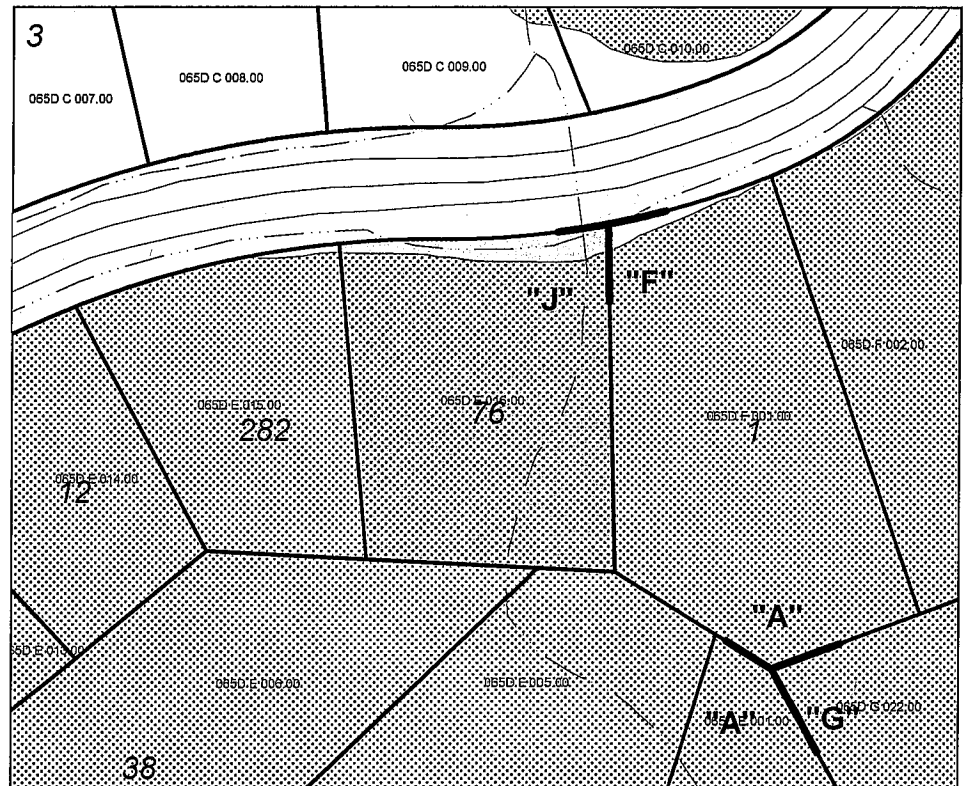 3
065D C 010.00
065D C 009.00
065D C 008.00
065D C 007.00
"J" "F"
065D F 002.00
065D E 015.00
282
065D E 016.00
76
065D F 001.00
1
065D E 014.00
12
"A"
065D E 006.00
065D E 005.00
"A"
E 001.00
"G"
G 022.00
38